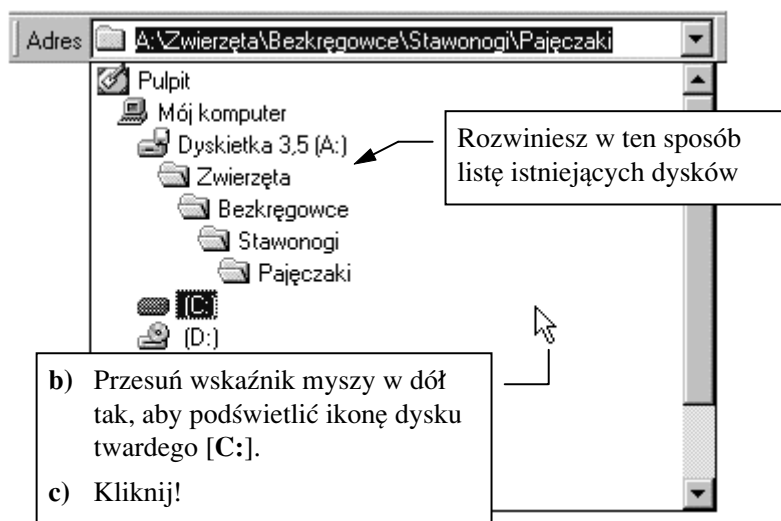 Adres A:\Zwierzęta\Bezkręgowce\Stawonogi\Pajęczaki
Pulpit
Mój komputer
Dyskietka 3,5 (A:)
Zwierzęta
Bezkręgowce
Stawonogi
Pajęczaki
(C:)
(D:)
Rozwiniesz w ten sposób
listę istniejących dysków
b) Przesuń wskaźnik myszy w dół
tak, aby podświetlić ikonę dysku
twardego [C:].
c) Kliknij!